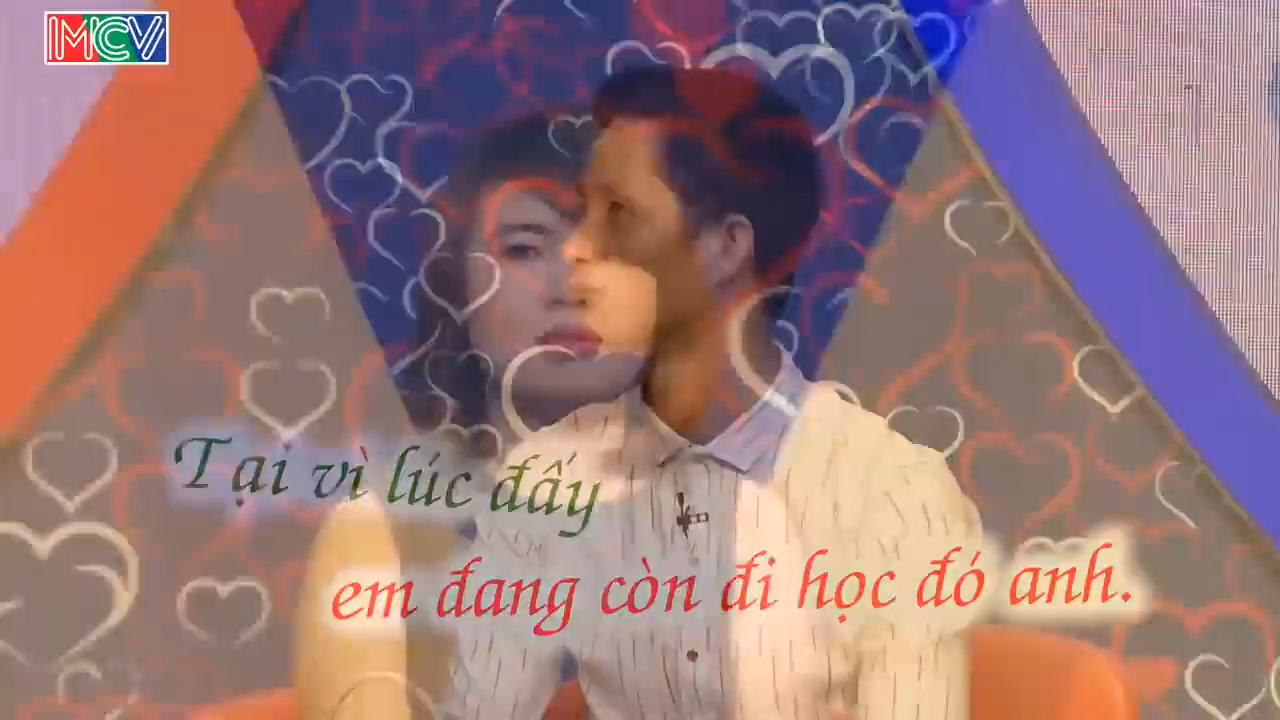 MCV
Tại vì lúc đấy
em đang còn đi học đó anh.